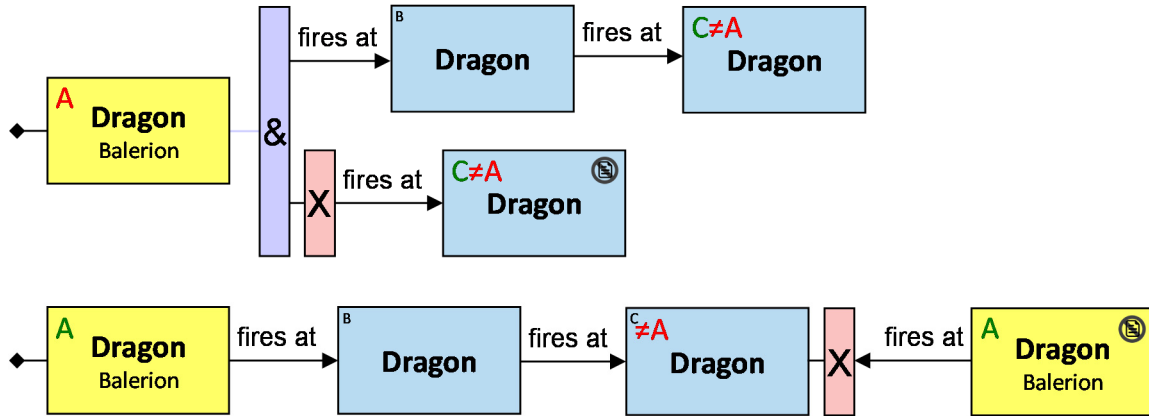 fires at
fires at
B
Dragon
C≠A
Dragon
A
Dragon
Balerion
&
X
fires at
C≠A
Dragon
A
Dragon
Balerion
fires at
B
Dragon
fires at
C
≠A
Dragon
X
fires at
A
Dragon
Balerion